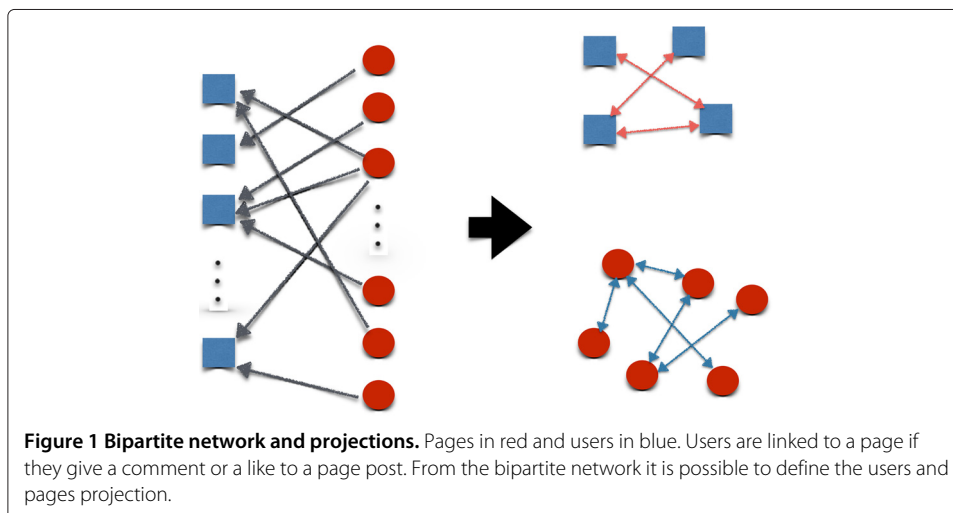 Figure 1 Bipartite network and projections. Pages in red and users in blue. Users are linked to a page if
they give a comment or a like to a page post. From the bipartite network it is possible to define the users and
pages projection.